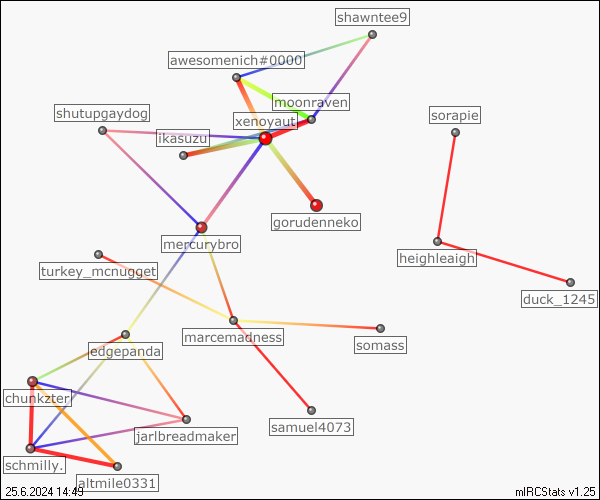 shawntee9
awesomenich#0000
moonraven
shutupgaydog
xenoyaut
sorapie
ikasuzu
gorudenneko
mercurybro
heighleaigh
turkey_mcnugget
duck_1245
marcemadness
somass
edgepanda
chunkzter
samuel4073
jarlbreadmaker
schmilly.
altmile0331
25.6.2024 14:49
mIRCStats v1.25